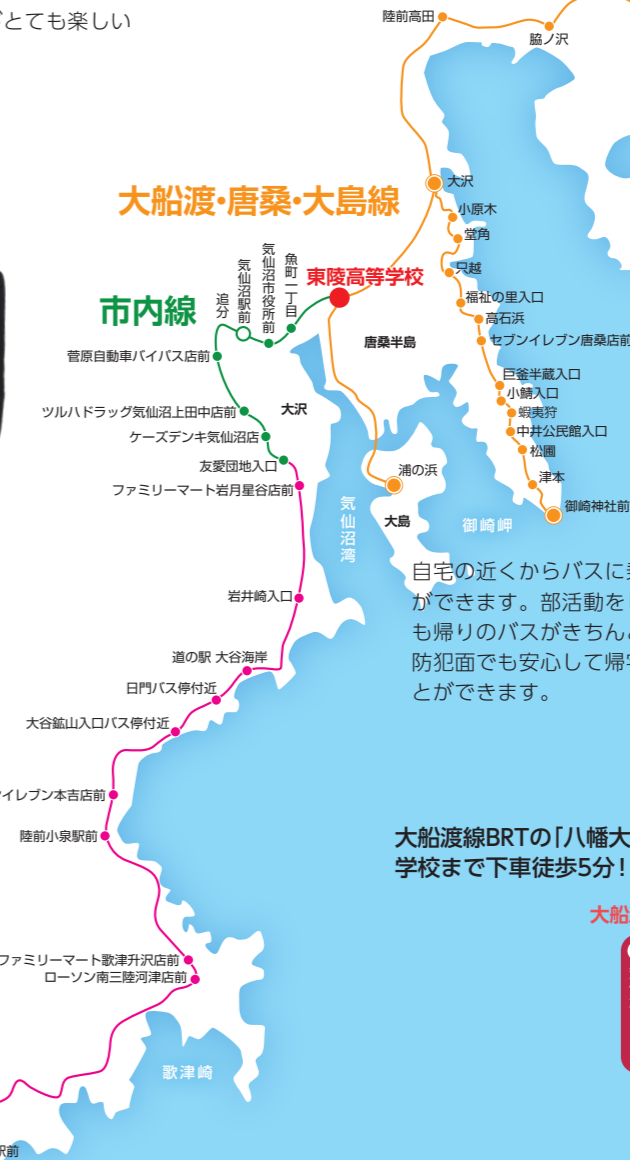 とても楽しい
陸前高田
脇ノ沢
大沢
大船渡・唐桑・大島線
小原木
堂角
只越
福祉の里入口
高石浜
セブンイレブン唐桑店前
巨釜半蔵入口
小鯖入口
蝦夷狩
中井公民館入口
松圃
津本
御崎神社前
東陵高等学校
魚町一丁目
気仙沼市役所前
気仙沼駅前
追分
市内線
菅原自動車バイパス店前
ツルハドラッグ気仙沼上田中店前
ケーズデンキ気仙沼店
友愛団地入口
ファミリーマート岩月星谷店前
唐桑半島
大沢
浦の浜
大島
気仙沼湾
御崎岬
岩井崎入口
道の駅 大谷海岸
日門バス停付近
大谷鉱山入口バス停付近
イレブン本吉店前
陸前小泉駅前
ファミリーマート歌津升沢店前
ローソン南三陸河津店前
歌津崎
駅前
自宅の近くからバスに
ができます。部活動を
も帰りのバスがきちん
防犯面でも安心して帰
とができます。
大船渡線BRTの「八幡大
学校まで下車徒歩5分!
大船